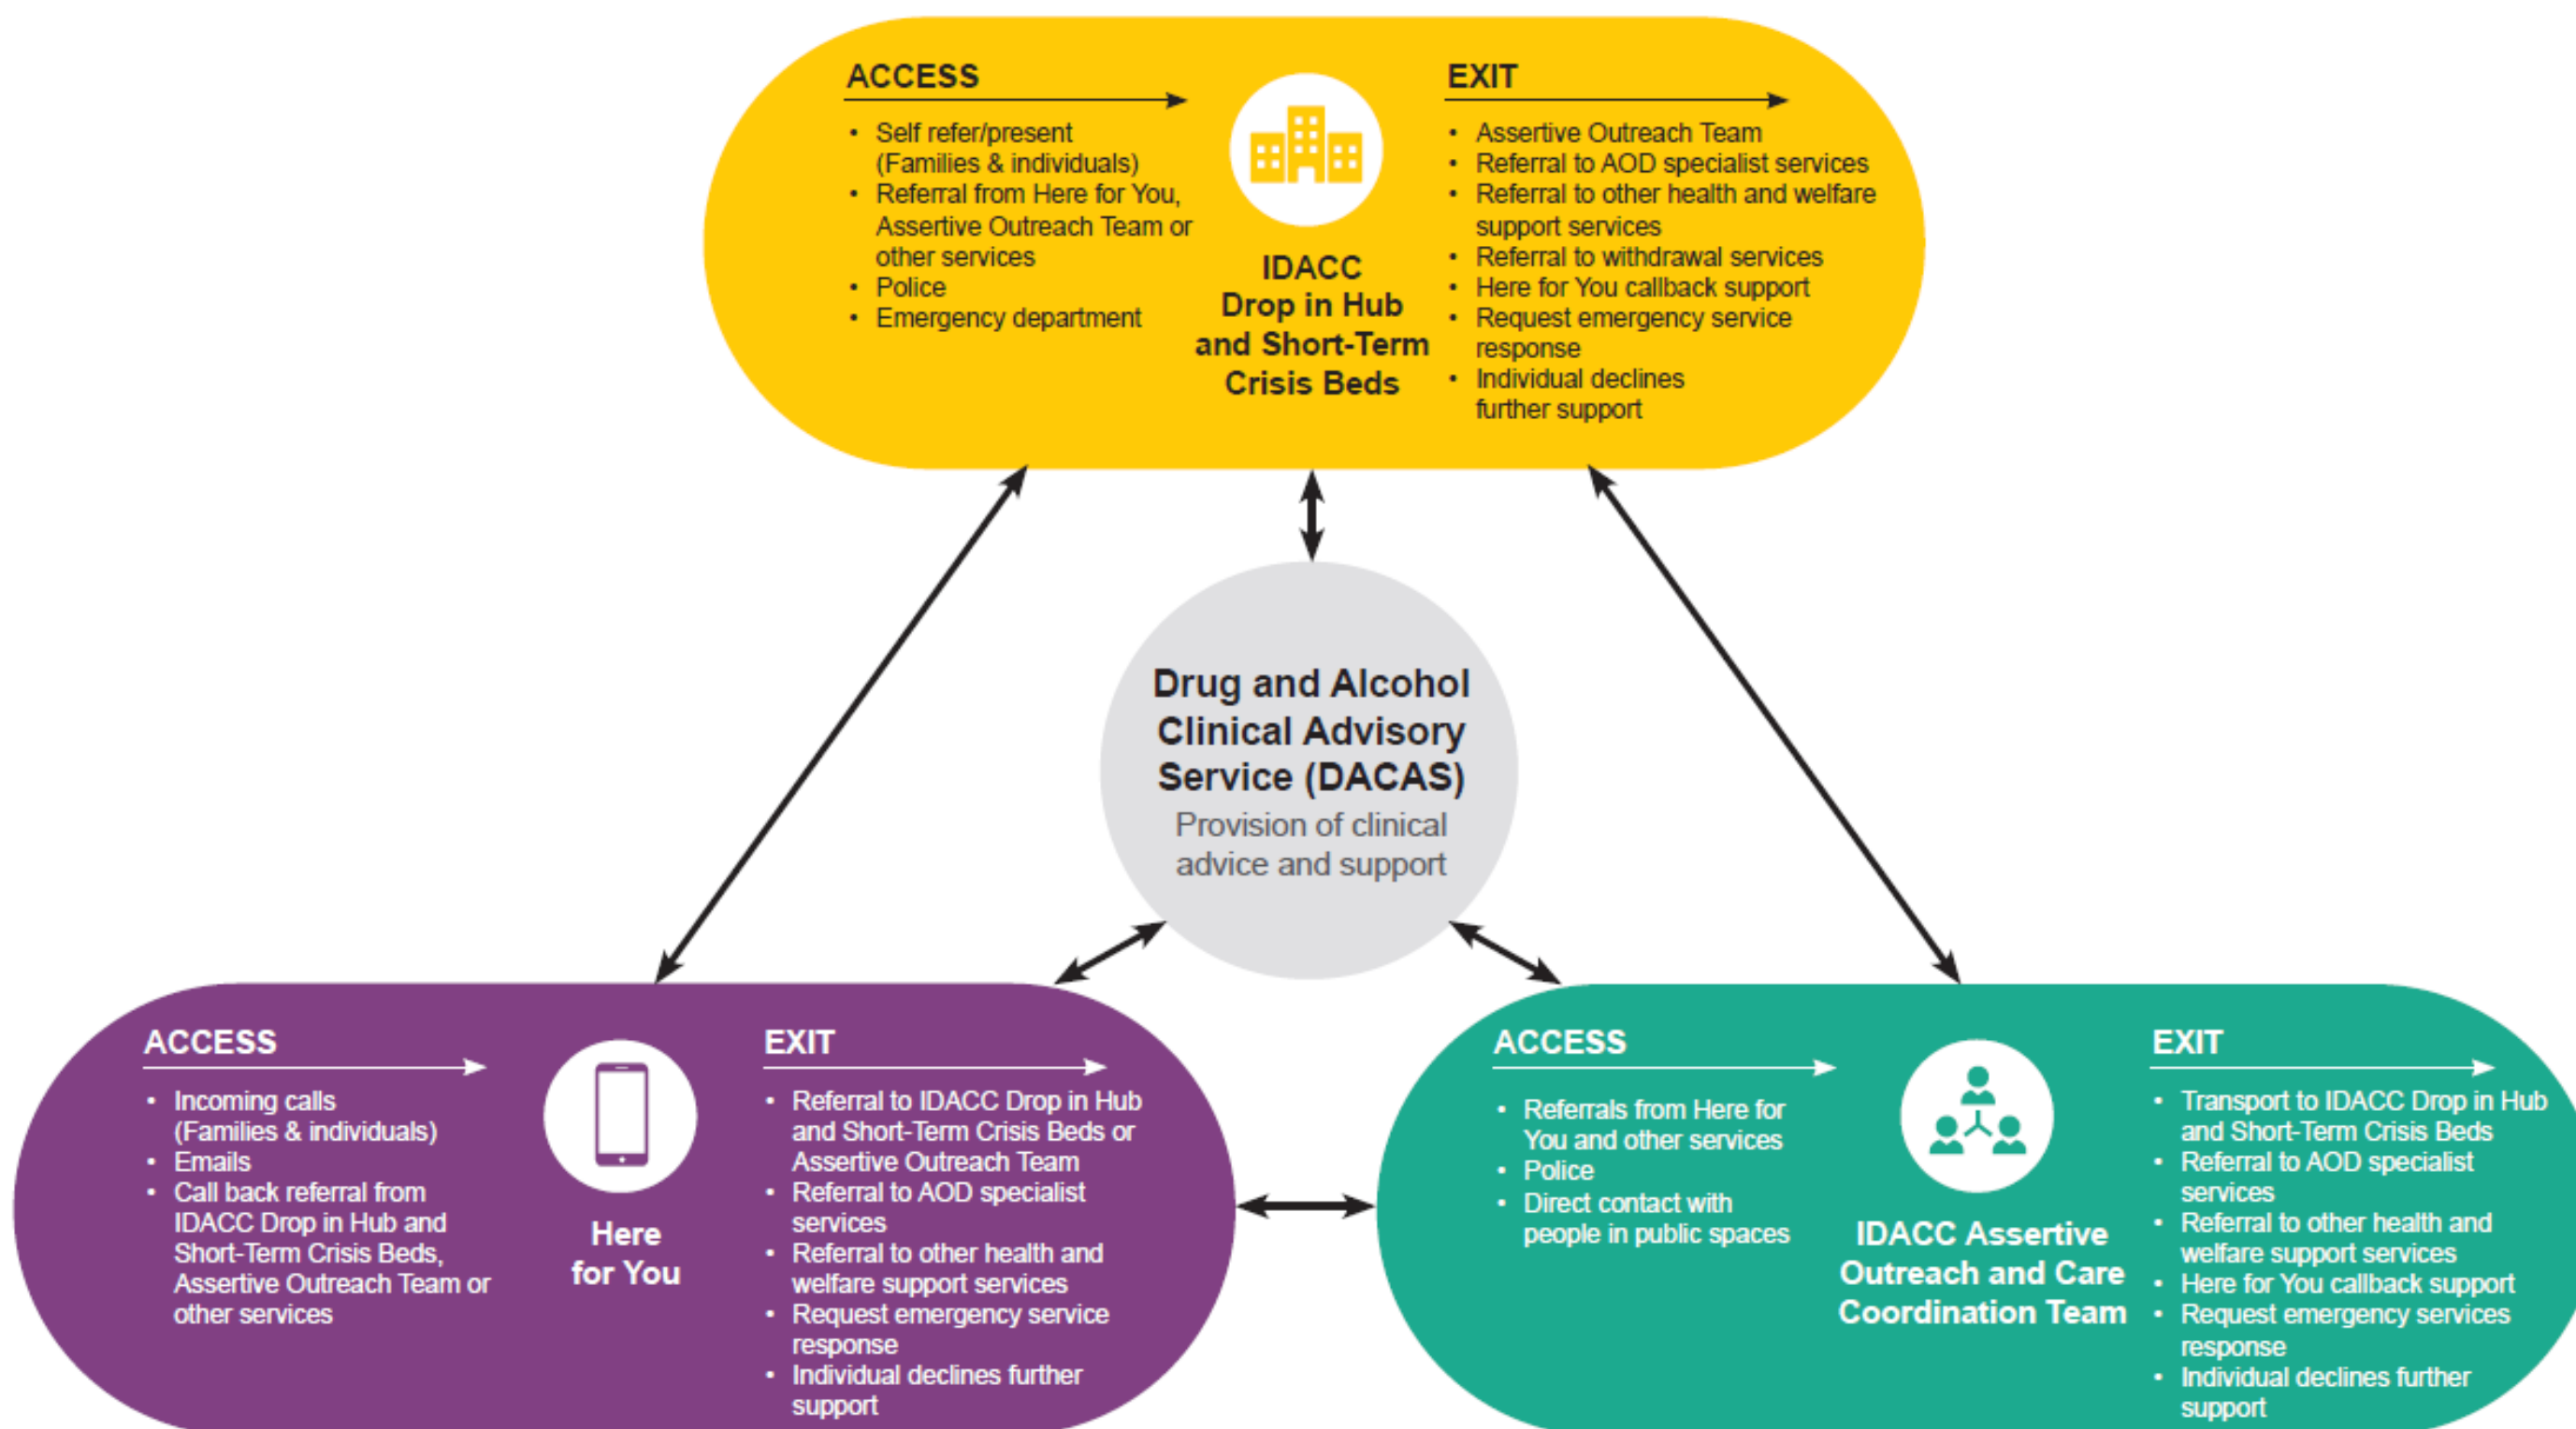 ACCESS
• Self refer/present
(Families & individuals)
• Referral from Here for You,
Assertive Outreach Team or
other services
• Police
• Emergency department
IDACC
Drop in Hub
and Short-Term
Crisis Beds
EXIT
• Assertive Outreach Team
• Referral to AOD specialist services
• Referral to other health and welfare
support services
• Referral to withdrawal services
• Here for You callback support
• Request emergency service
response
• Individual declines
further support
Drug and Alcohol
Clinical Advisory
Service (DACAS)
Provision of clinical
advice and support
ACCESS
• Incoming calls
(Families & individuals)
• Emails
• Call back referral from
IDACC Drop in Hub and
Short-Term Crisis Beds,
Assertive Outreach Team or
other services
Here
for You
EXIT
• Referral to IDACC Drop in Hub
and Short-Term Crisis Beds or
Assertive Outreach Team
• Referral to AOD specialist
services
• Referral to other health and
welfare support services
• Request emergency service
response
• Individual declines further
support
ACCESS
• Referrals from Here for
You and other services
• Police
• Direct contact with
people in public spaces
IDACC Assertive
Outreach and Care
Coordination Team
EXIT
• Transport to IDACC Drop in Hub
and Short-Term Crisis Beds
• Referral to AOD specialist
services
• Referral to other health and
welfare support services
• Here for You callback support
• Request emergency services
response
• Individual declines further
support